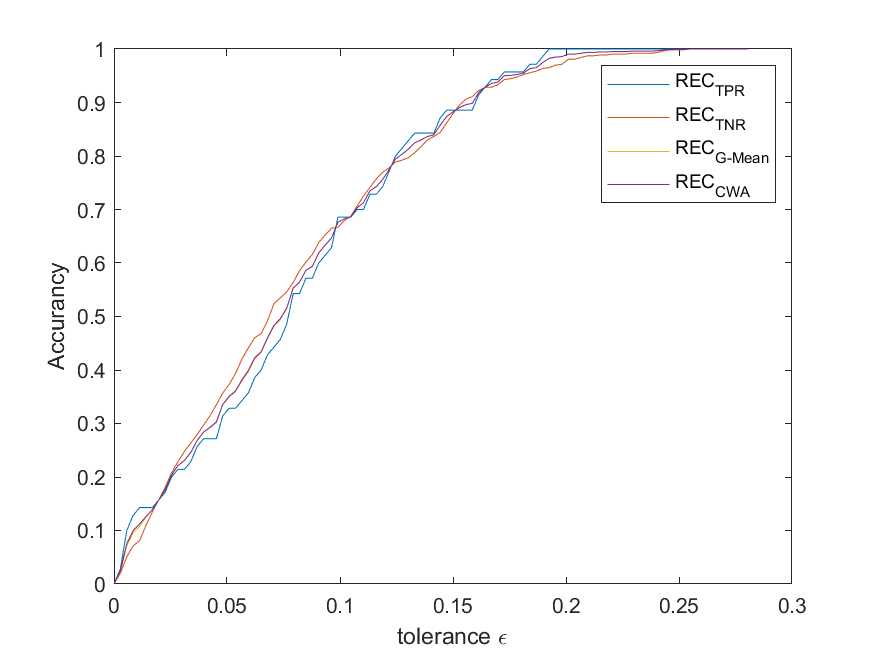 1
0.9
0.8
0.7
0.6
0.5
0.4
0.3
0.2
0.1
0
Accurancy
REC_TPR
REC_TNR
REC_G-Mean
REC_CWA
0 0.05 0.1 0.15 0.2 0.25 0.3
tolerance ϵ